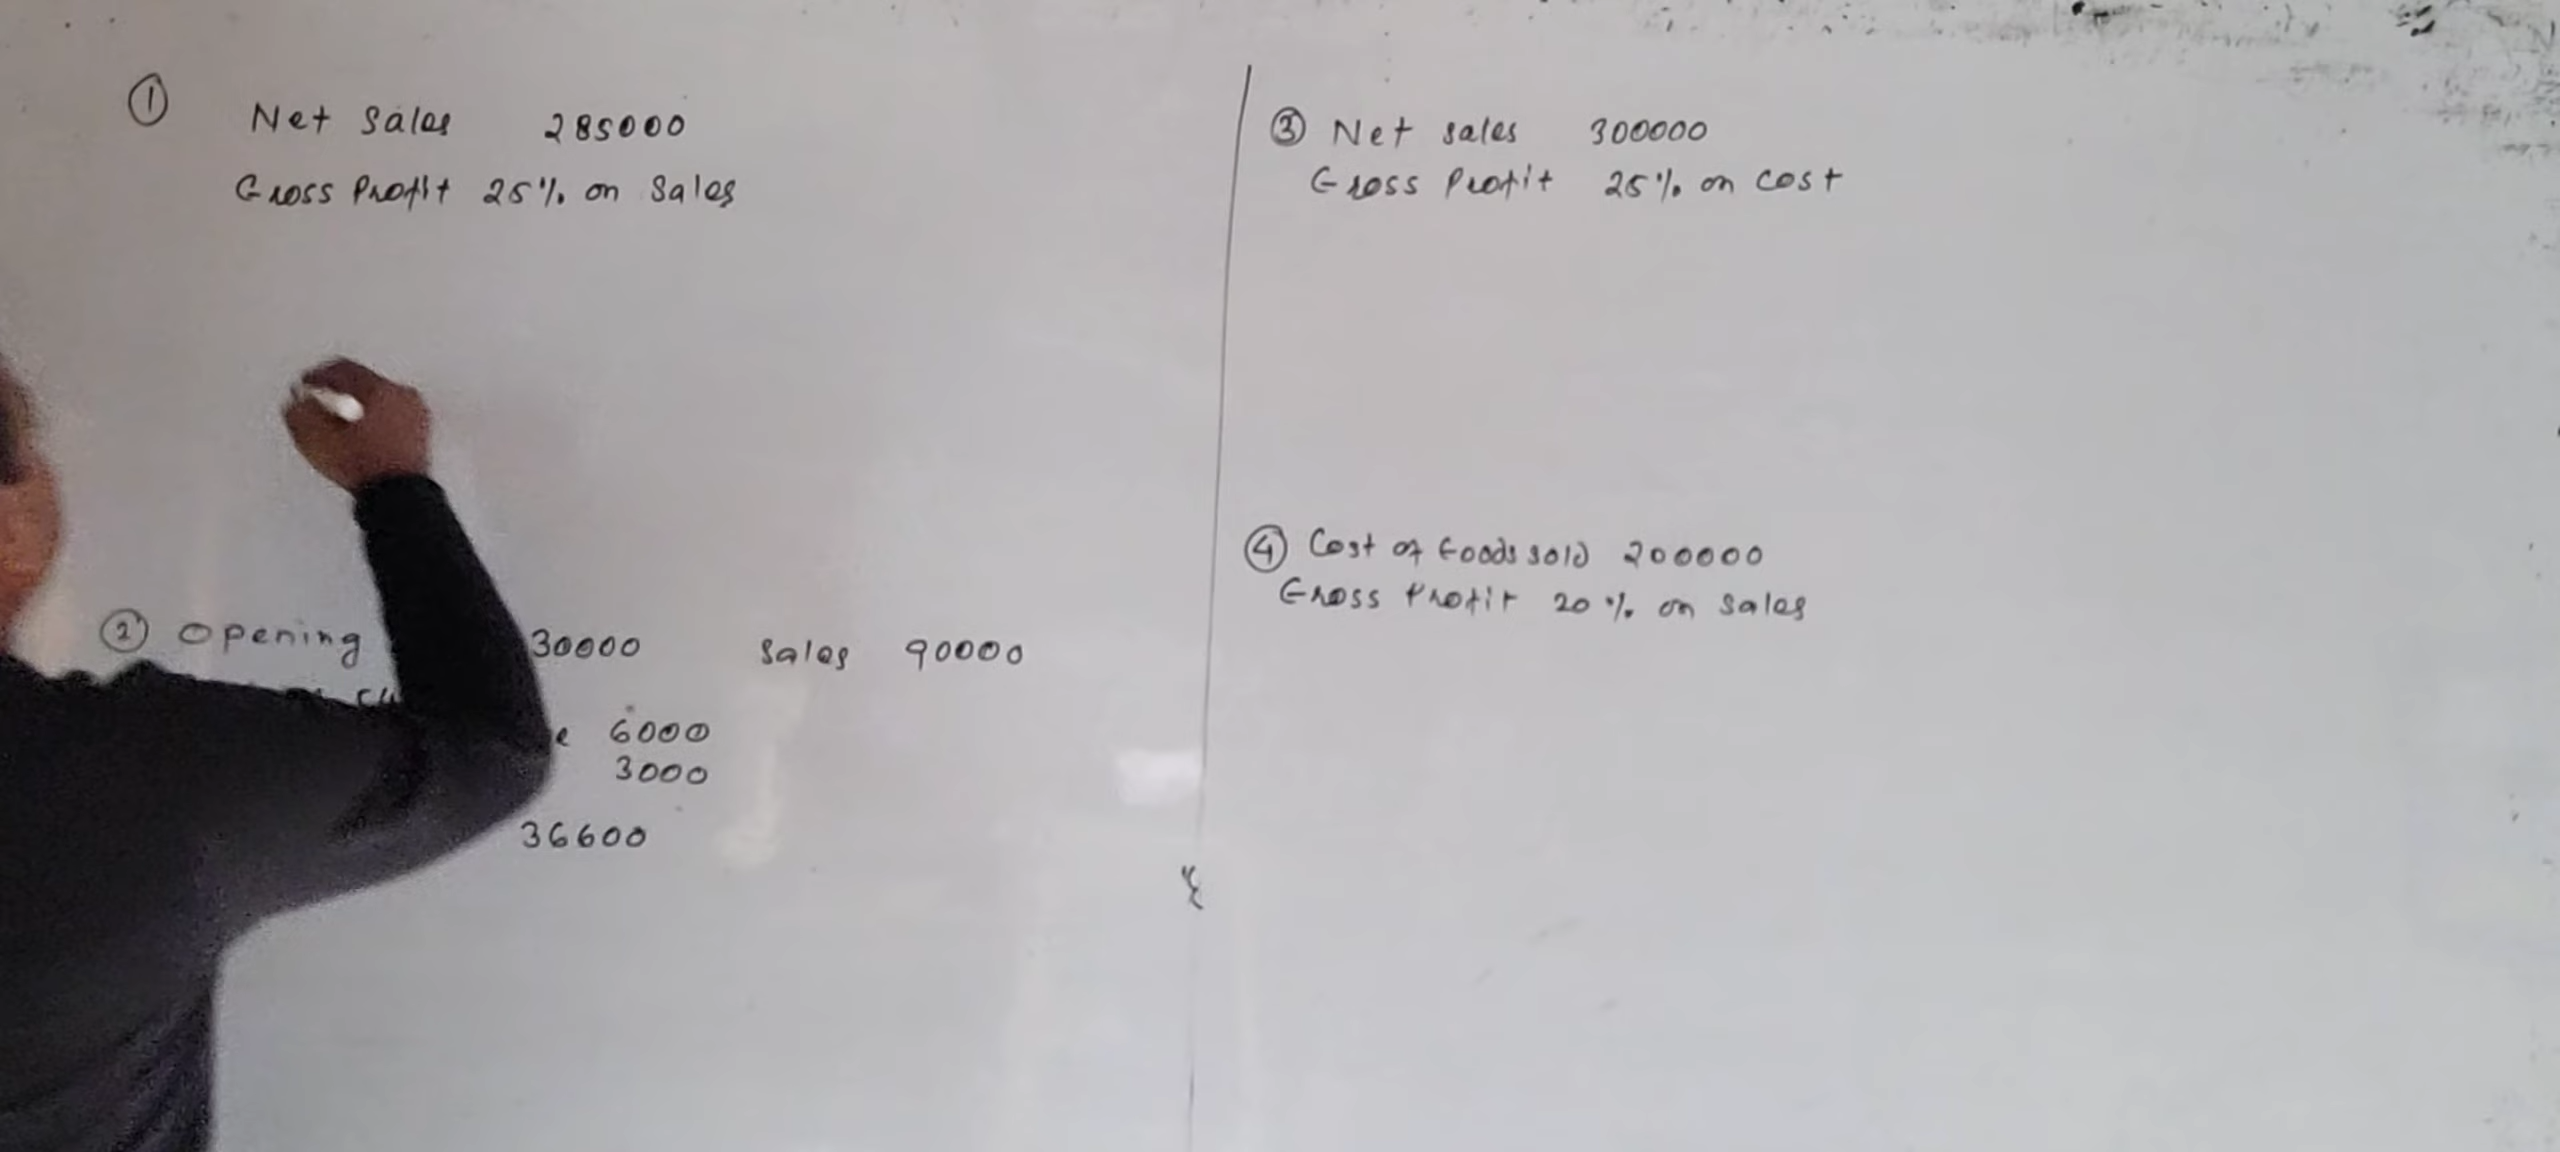 ①
Net Sales 285000
Gross Profit 25% on Sales
② Opening 30000 Sales 90000
6000
3000
36600
③ Net sales 300000
Gross Profit 25% on cost
④ Cost of Goods sold 200000
Gross Profit 20% on sales